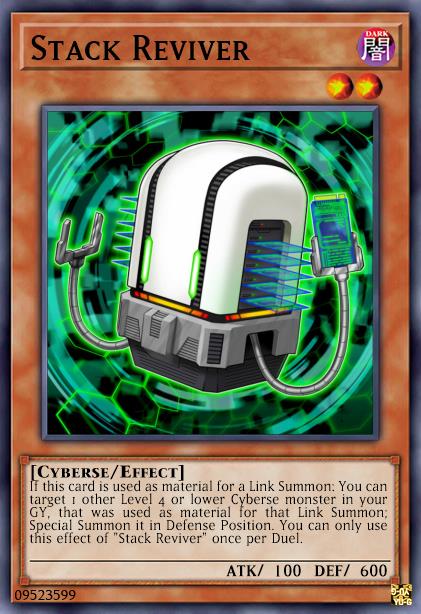 Stack Reviver
DARK
闇
[Cyberse/Effect]
If this card is used as material for a Link Summon: You can
target 1 other Level 4 or lower Cyberse monster in your
GY, that was used as material for that Link Summon;
Special Summon it in Defense Position. You can only use
this effect of "Stack Reviver" once per Duel.
ATK/ 100 DEF/ 600
09523599